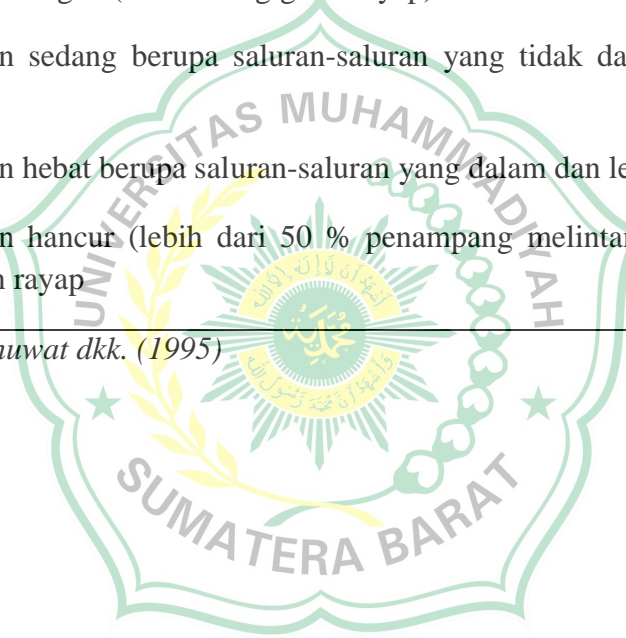 n sedang berupa saluran-saluran yang tidak da
n hebat berupa saluran-saluran yang dalam dan le
n hancur (lebih dari 50 % penampang melintar
n rayap
nuwat dkk. (1995)
UNIVERSITAS MUHAMMADIYAH
SUMATERA BARAT